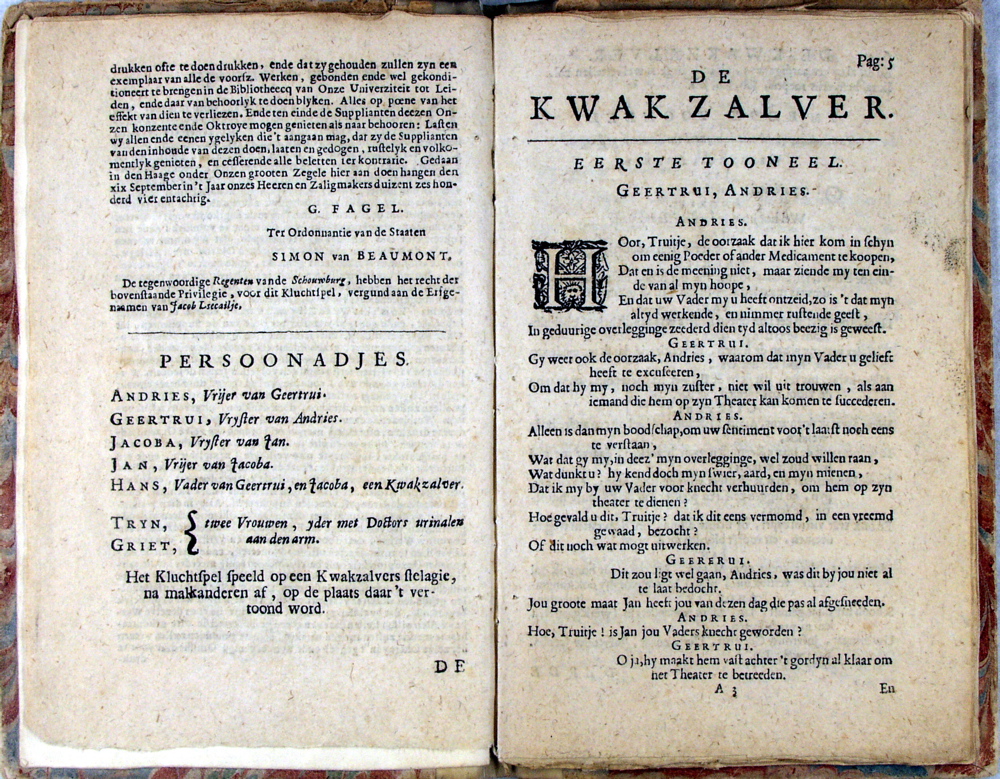 drukken ofte te doen drukken, ende dat zy gehouden zullen zyn een
exemplaar van alle de voorsz. Werken, gebonden ende wel gekondi-
tioneert te brengen in de Bibliotheecq van Onze Univerziteit tot Lei-
den, ende daar van behoorlyk te doen blyken. Alles op pœne van het
effekt van dien te verliezen. Ende ten einde de Supplianten deezen On-
zen konzente ende Oktroye mogen genieten als naar behooren: Lasten
wy allen ende eenen ygelyken die 't aangaan mag, dat zy de Supplianten
van den inhoude van dezen doen, laaten en gedogen, rustelyk en volko-
mentlyk genieten, en cesserende alle beletten ter kontrarie. Gedaan
in den Haage onder Onzen grooten Zegele hier aan doen hangen den
xix September in 't Jaar onzes Heeren en Zaligmakers duizent zes hon-
derd vier entachtig.
G. FAGEL.
Ter Ordonnantie van de Staaten
SIMON van BEAUMONT.
De tegenwoordige Regenten van de Schouwburg, hebben het recht der
bovenstaande Privilegie, voor dit Kluchtspel, vergund aan de Erfge-
naamen van Jacob Lescailje.
PERSOONADJES.
ANDRIES, Vrijer van Geertrui.
GEERTRUI, Vryster van Andries.
JACOBA, Vryster van Jan.
JAN, Vrijer van Jacoba.
HANS, Vader van Geertrui, en Jacoba, een Kwakzalver.
TRYN, } twee Vrouwen, yder met Doctors urinalen
GRIET, } aan den arm.
Het Kluchtspel speeld op een Kwakzalvers stelagie,
na malkanderen af, op de plaats daar 't ver-
toond word.
DE
Pag: 5
DE
KWAKZALVER.
EERSTE TOONEEL.
GEERTRUI, ANDRIES.
ANDRIES.
HOor, Truitje, de oorzaak dat ik hier kom in schyn
om eenig Poeder of ander Medicament te koopen,
Dat en is de meening niet, maar ziende my ten ein-
de van al myn hoope,
En dat uw Vader my u heeft ontzeid, zo is 't dat myn
altyd werkende, en nimmer rustende geest,
In geduurige overlegginge zeederd dien tyd altoos beezig is geweest.
GEERTRUI.
Gy weet ook de oorzaak, Andries, waarom dat myn Vader u gelieft
heeft te excuseeren,
Om dat hy my, noch myn zuster, niet wil uit trouwen, als aan
iemand die hem op zyn Theater kan komen te succederen.
ANDRIES.
Alleen is dan myn boodschap, om uw sentiment voor 't laatst noch eens
te verstaan,
Wat dat gy my, in deez' myn overlegginge, wel zoud willen raan,
Wat dunkt u? hy kend doch myn swier, aard, en myn mienen,
Dat ik my by uw Vader voor knecht verhuurden, om hem op zyn
theater te dienen?
Hoe gevald u dit, Truitje? dat ik dit eens vermomd, in een vreemd
gewaad, bezocht?
Of dit noch wat mogt uitwerken.
GEERERUI.
Dit zou ligt wel gaan, Andries, was dit by jou niet al
te laat bedocht.
Jou groote maat Jan heeft jou van dezen dag die pas al afgesneeden.
ANDRIES.
Hoe, Truitje! is Jan jou Vaders knecht geworden?
GEERTRUI.
O ja, hy maakt hem vast achter 't gordyn al klaar om
het Theater te betreeden.
A 3
En